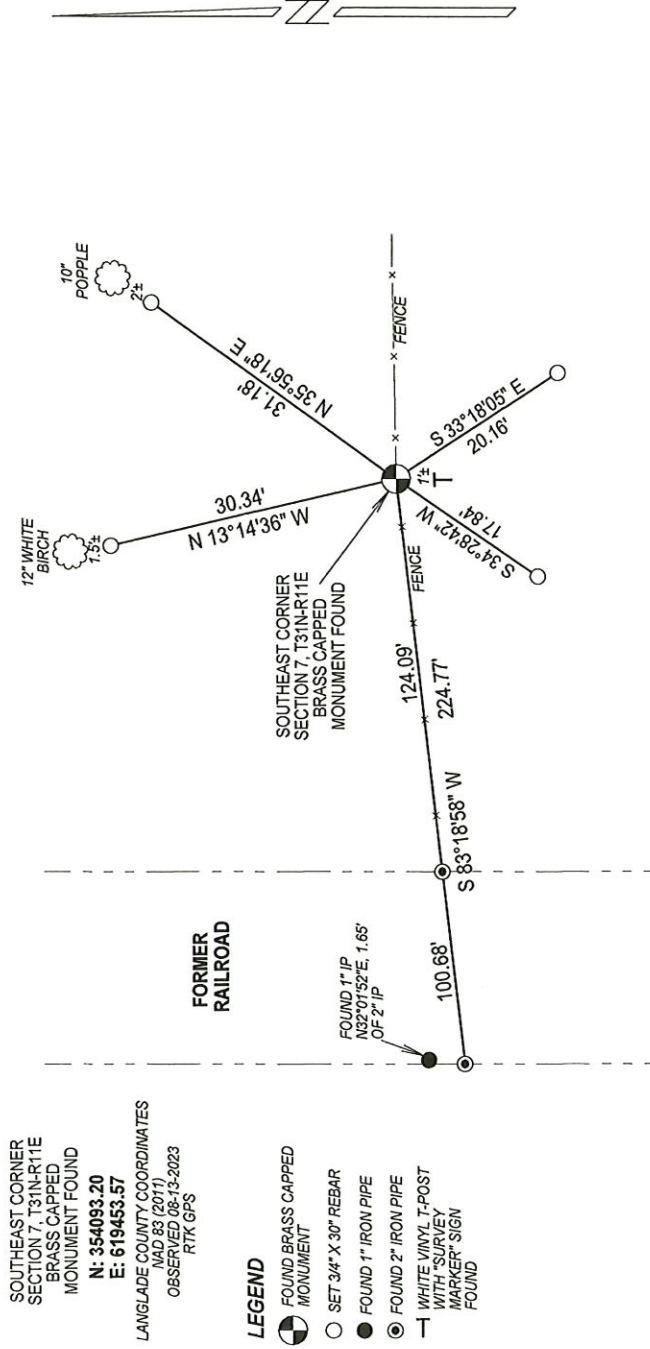 SOUTHEAST CORNER
SECTION 7, T31N-R11E
BRASS CAPPED
MONUMENT FOUND
N: 354093.20
E: 619453.57
LANGLADE COUNTY COORDINATES
NAD 83 (2011)
OBSERVED 08-13-2023
RTK GPS
LEGEND
FOUND BRASS CAPPED
MONUMENT
SET 3/4" X 30" REBAR
FOUND 1" IRON PIPE
FOUND 2" IRON PIPE
T WHITE VINYL T-POST
WITH "SURVEY
MARKER" SIGN
FOUND
FORMER
RAILROAD
FOUND 1" IP
N32°01'52"E, 1.65'
OF 2" IP
100.68'
S 83°18'58" W
124.09'
224.77'
FENCE
SOUTHEAST CORNER
SECTION 7, T31N-R11E
BRASS CAPPED
MONUMENT FOUND
12" WHITE
BIRCH
1.5'±
30.34'
N 13°14'36" W
10"
POPPLE
2'±
N 35°56'18" E
31.18'
FENCE
1'±
T
S 33°18'05" E
20.16'
17.84'
S 34°28'42" W
N